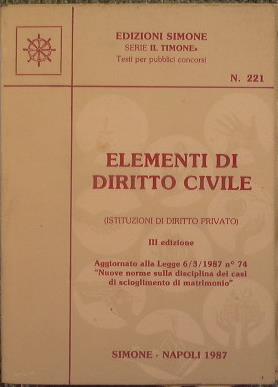 EDIZIONI SIMONE
SERIE IL TIMONE»
Testi per pubblici concorsi
N. 221
ELEMENTI DI
DIRITTO CIVILE
(ISTITUZIONI DI DIRITTO PRIVATO)
III edizione
Aggiornato alla Legge 6/3/1987 n° 74
"Nuove norme sulla disciplina dei casi
di scioglimento di matrimonio"
SIMONE - NAPOLI 1987